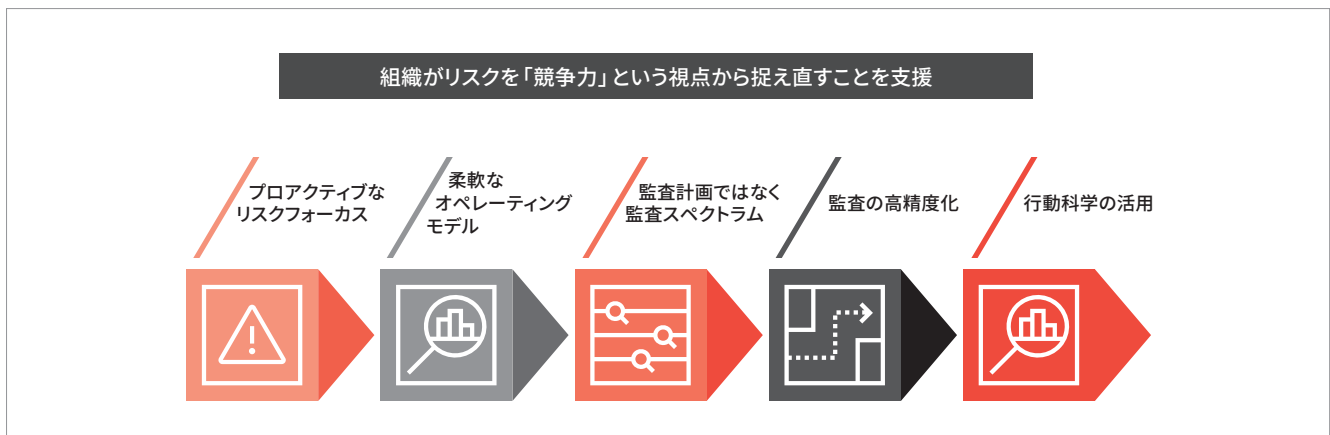 組織がリスクを「競争力」という視点から捉え直すことを支援
プロアクティブな
リスクフォーカス
柔軟な
オペレーティング
モデル
監査計画ではなく
監査スペクトラム
監査の高精度化
行動科学の活用